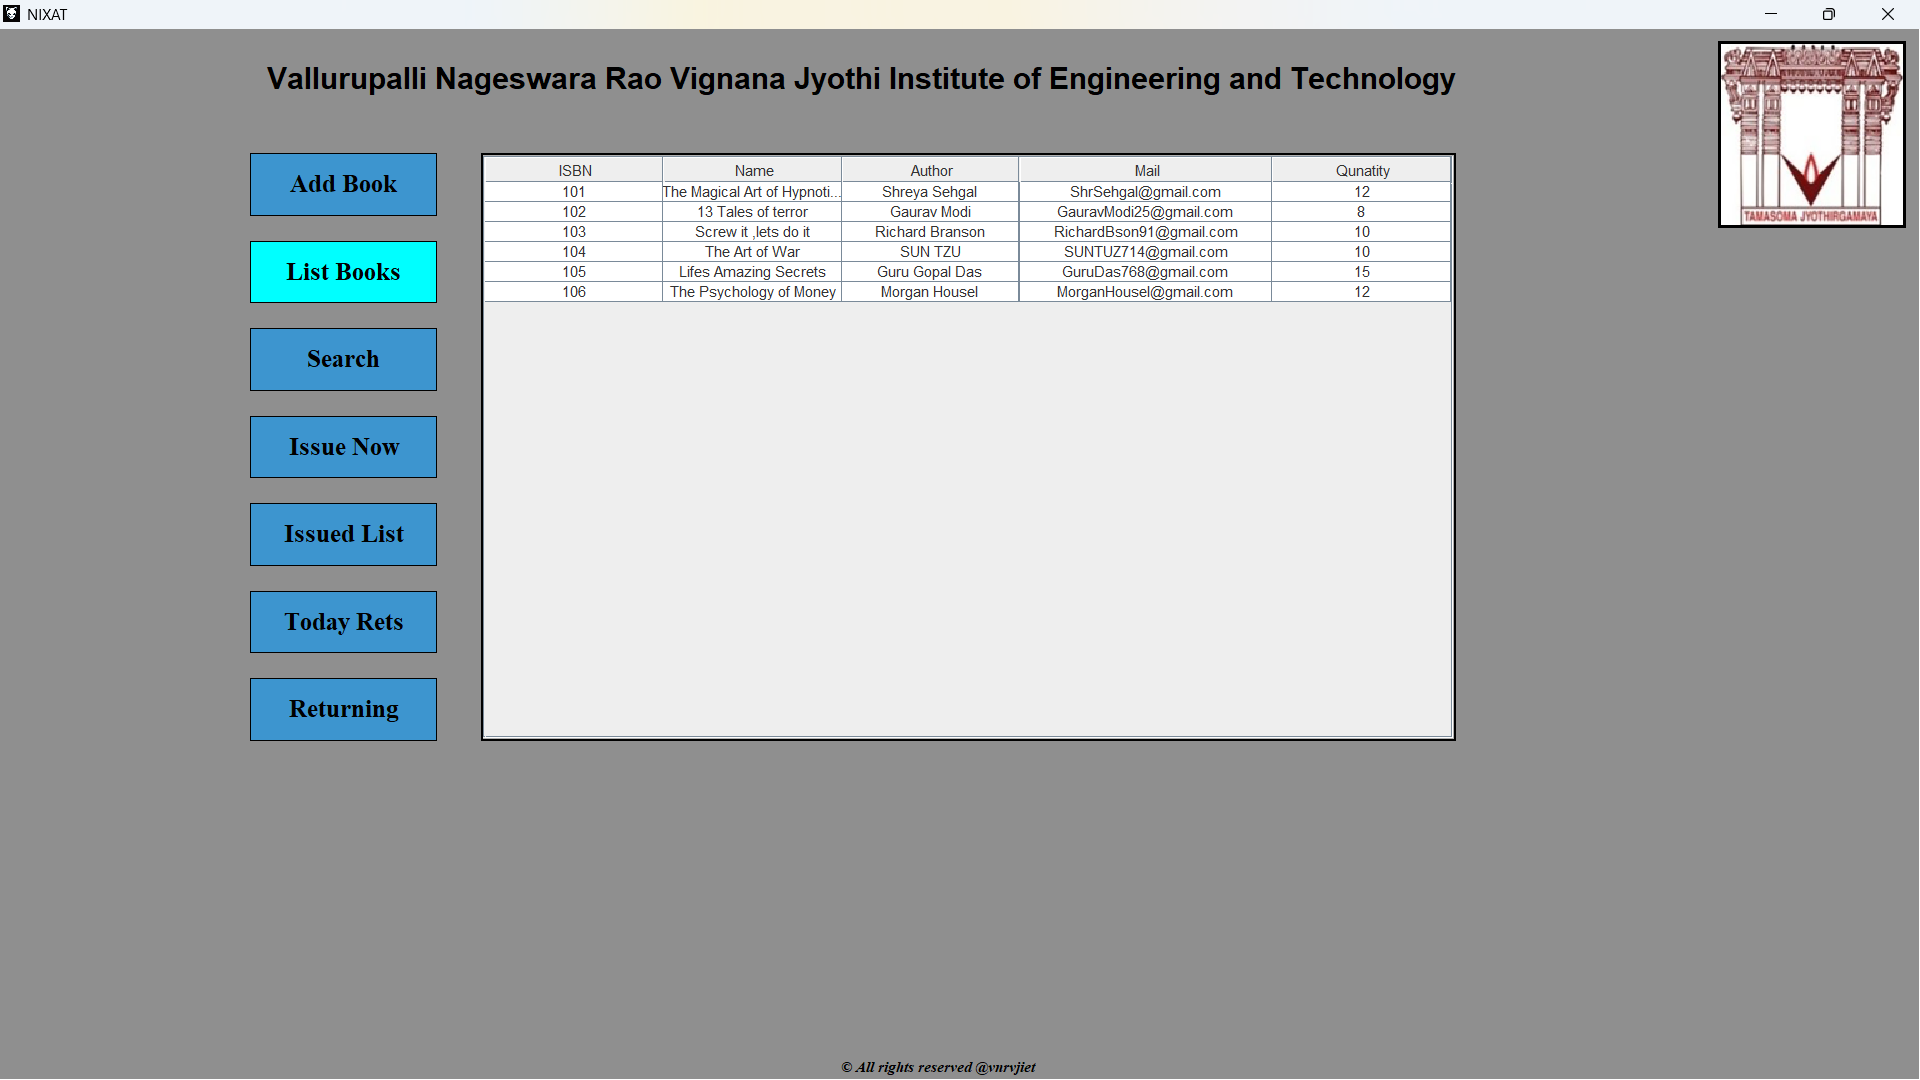 NIXAT
Vallurupalli Nageswara Rao Vignana Jyothi Institute of Engineering and Technology
TAMASOMA JYOTHIRGAMAYA
Add Book
List Books
Search
Issue Now
Issued List
Today Rets
Returning
ISBN Name Author Mail Qunatity
101 The Magical Art of Hypnoti... Shreya Sehgal ShrSehgal@gmail.com 12
102 13 Tales of terror Gaurav Modi GauravModi25@gmail.com 8
103 Screw it ,lets do it Richard Branson RichardBson91@gmail.com 10
104 The Art of War SUN TZU SUNTUZ714@gmail.com 10
105 Lifes Amazing Secrets Guru Gopal Das GuruDas768@gmail.com 15
106 The Psychology of Money Morgan Housel MorganHousel@gmail.com 12
© All rights reserved @vnrvjiet